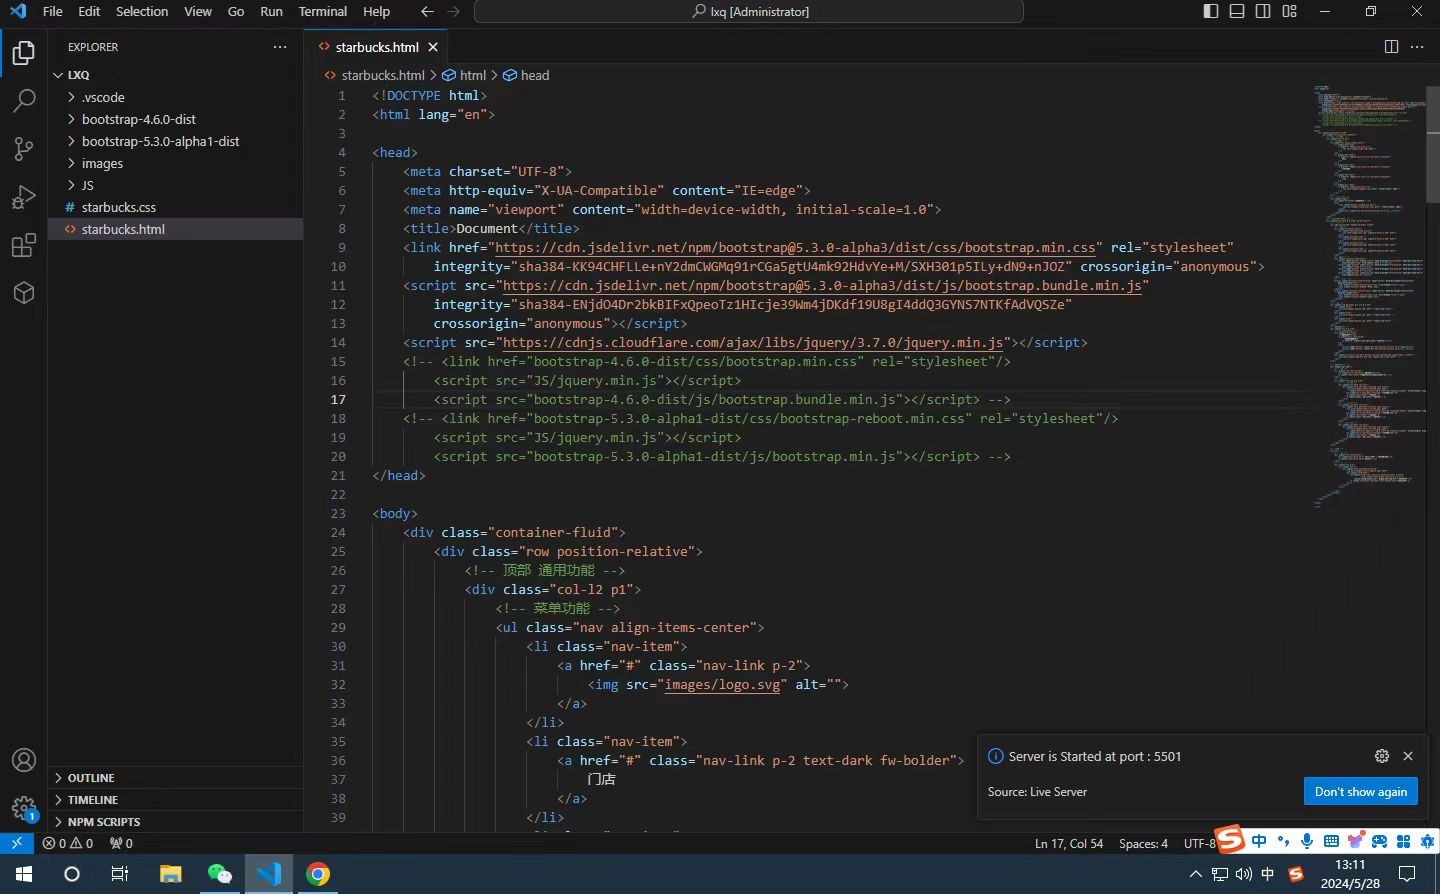 File Edit Selection View Go Run Terminal Help lxq [Administrator]
EXPLORER
starbucks.html
LXQ
.vscode
bootstrap-4.6.0-dist
bootstrap-5.3.0-alpha1-dist
images
JS
# starbucks.css
<> starbucks.html
OUTLINE
TIMELINE
NPM SCRIPTS
<> starbucks.html > html > head
1 <!DOCTYPE html>
2 <html lang="en">
3
4 <head>
5 <meta charset="UTF-8">
6 <meta http-equiv="X-UA-Compatible" content="IE=edge">
7 <meta name="viewport" content="width=device-width, initial-scale=1.0">
8 <title>Document</title>
9 <link href="https://cdn.jsdelivr.net/npm/bootstrap@5.3.0-alpha3/dist/css/bootstrap.min.css" rel="stylesheet"
10 integrity="sha384-KK94CHFLLe+nY2dmCWGMq91rCGa5gtU4mk92HdvYe+M/SXH301p5ILy+dN9+nJOZ" crossorigin="anonymous">
11 <script src="https://cdn.jsdelivr.net/npm/bootstrap@5.3.0-alpha3/dist/js/bootstrap.bundle.min.js"
12 integrity="sha384-ENjdO4Dr2bkBIFxQpeoTz1HIcje39Wm4jDKdf19U8gI4ddQ3GYNS7NTKfAdVQSZe"
13 crossorigin="anonymous"></script>
14 <script src="https://cdnjs.cloudflare.com/ajax/libs/jquery/3.7.0/jquery.min.js"></script>
15 <!-- <link href="bootstrap-4.6.0-dist/css/bootstrap.min.css" rel="stylesheet"/>
16 <script src="JS/jquery.min.js"></script>
17 <script src="bootstrap-4.6.0-dist/js/bootstrap.bundle.min.js"></script> -->
18 <!-- <link href="bootstrap-5.3.0-alpha1-dist/css/bootstrap-reboot.min.css" rel="stylesheet"/>
19 <script src="JS/jquery.min.js"></script>
20 <script src="bootstrap-5.3.0-alpha1-dist/js/bootstrap.min.js"></script> -->
21 </head>
22
23 <body>
24 <div class="container-fluid">
25 <div class="row position-relative">
26 <!-- 顶部 通用功能 -->
27 <div class="col-l2 p1">
28 <!-- 菜单功能 -->
29 <ul class="nav align-items-center">
30 <li class="nav-item">
31 <a href="#" class="nav-link p-2">
32 <img src="images/logo.svg" alt="">
33 </a>
34 </li>
35 <li class="nav-item">
36 <a href="#" class="nav-link p-2 text-dark fw-bolder">
37 门店
38 </a>
39 </li>
Server is Started at port : 5501
Source: Live Server
Don't show again
1
0 0 0
Ln 17, Col 54 Spaces: 4 UTF-8
S 中
中 S
13:11
2024/5/28